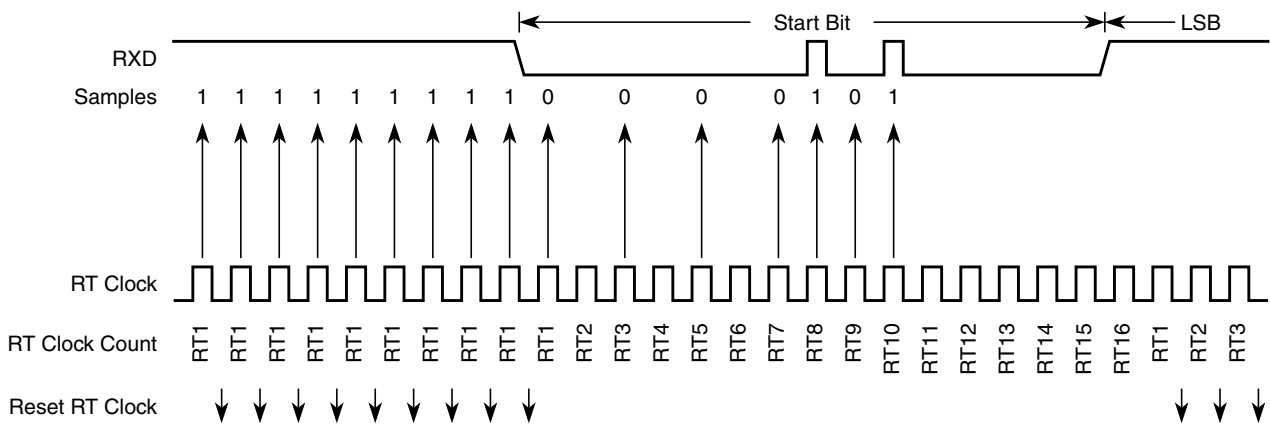 Start Bit
LSB
RXD
Samples 1 1 1 1 1 1 1 1 1 0 0 0 0 1 0 1
RT Clock
RT Clock Count RT1 RT1 RT1 RT1 RT1 RT1 RT1 RT1 RT1 RT1 RT2 RT3 RT4 RT5 RT6 RT7 RT8 RT9 RT10 RT11 RT12 RT13 RT14 RT15 RT16 RT1 RT2 RT3
Reset RT Clock